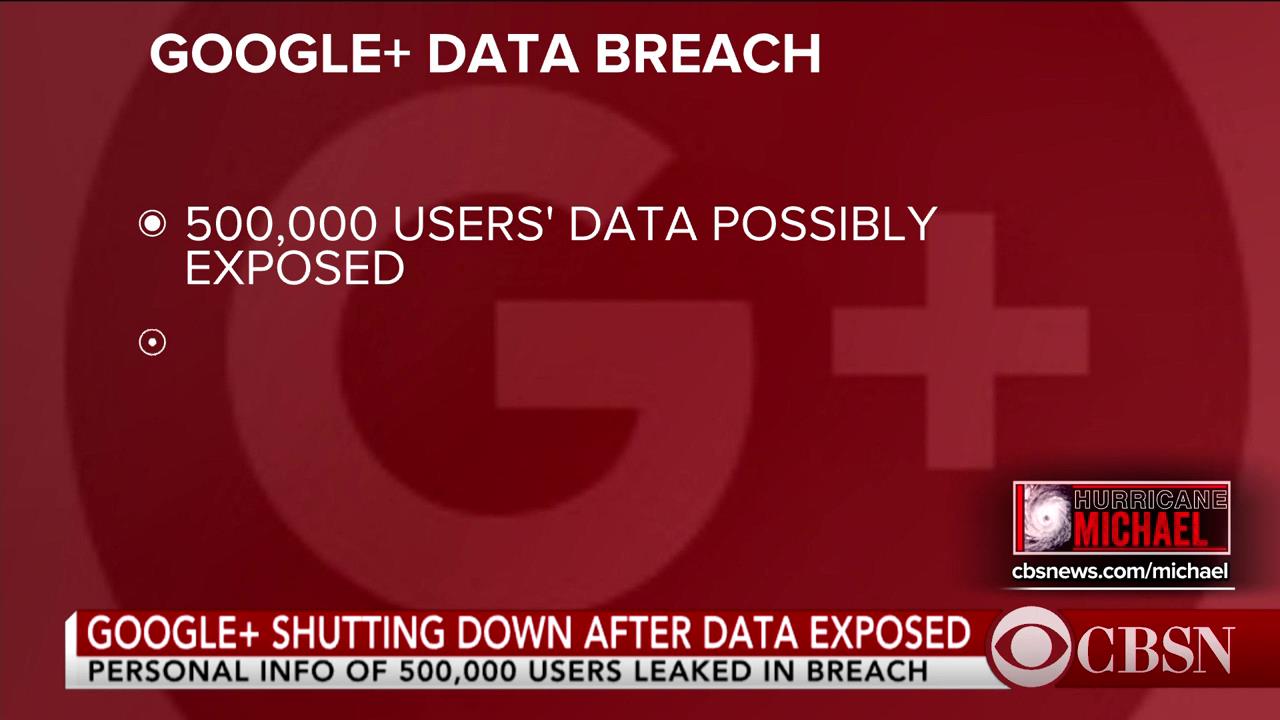 GOOGLE+ DATA BREACH
500,000 USERS' DATA POSSIBLY
EXPOSED
G+
HURRICANE
MICHAEL
cbsnews.com/michael
GOOGLE+ SHUTTING DOWN AFTER DATA EXPOSED
PERSONAL INFO OF 500,000 USERS LEAKED IN BREACH
CBSN